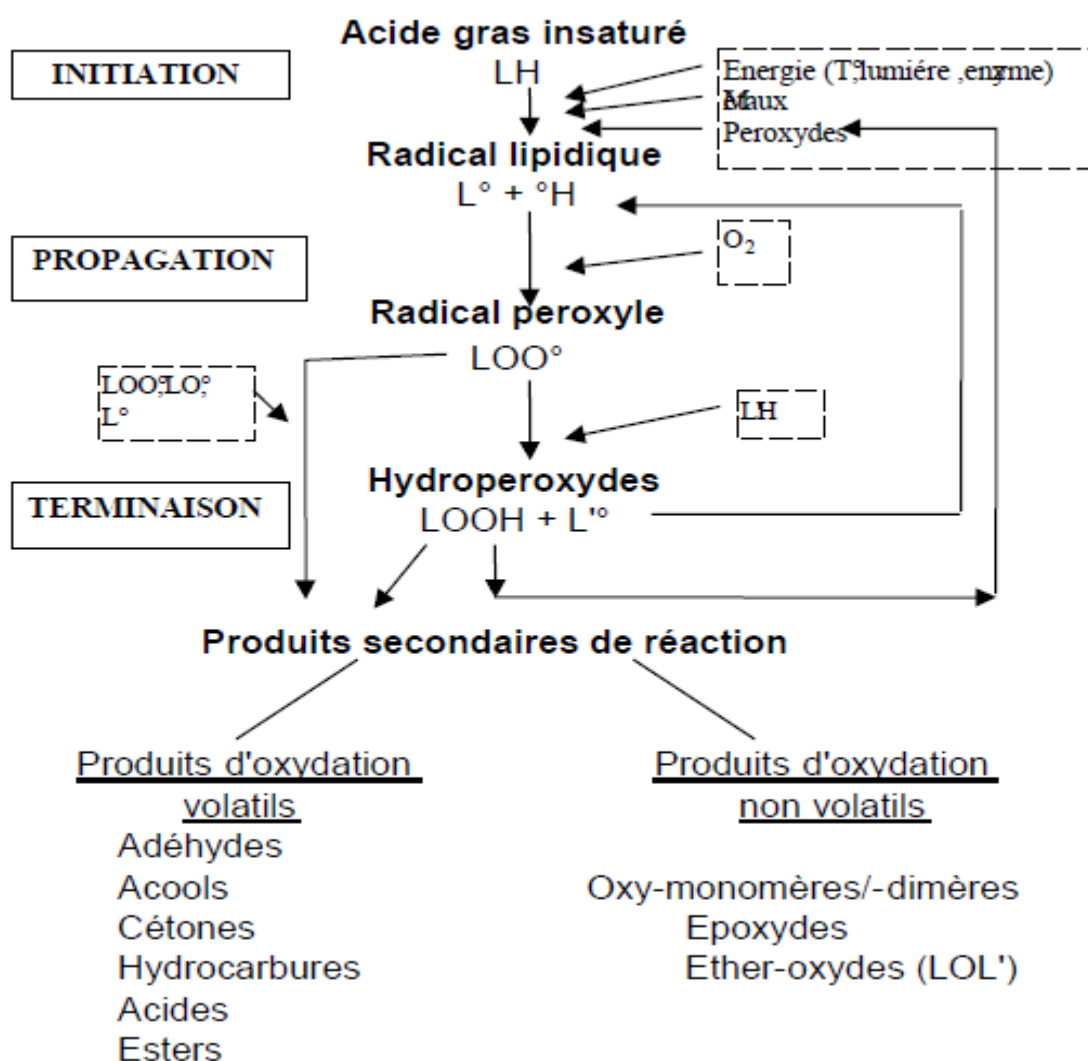 Acide gras insaturé
INITIATION
LH
Energie (T°,lumiére ,enzyme)
Peroxydes
Radical lipidique
L° + °H
PROPAGATION
O2
Radical peroxyle
LOO°
LOO°,LO°,
L°
L'H
Hydroperoxydes
TERMINAISON
LOOH + L'°
Produits secondaires de réaction
Produits d'oxydation
volatils
Adéhydes
Acools
Cétones
Hydrocarbures
Acides
Esters
Produits d'oxydation
non volatils
Oxy-monomères/-dimères
Epoxydes
Ether-oxydes (LOL')